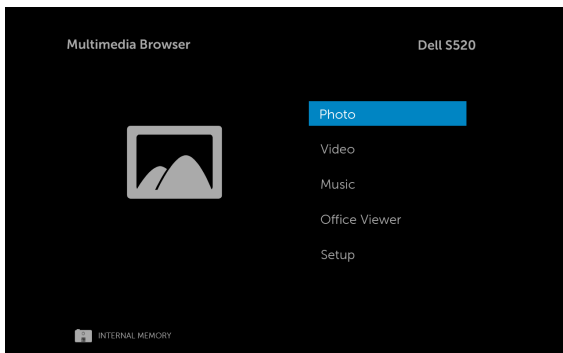 Multimedia Browser
Dell S520
Photo
Video
Music
Office Viewer
Setup
INTERNAL MEMORY